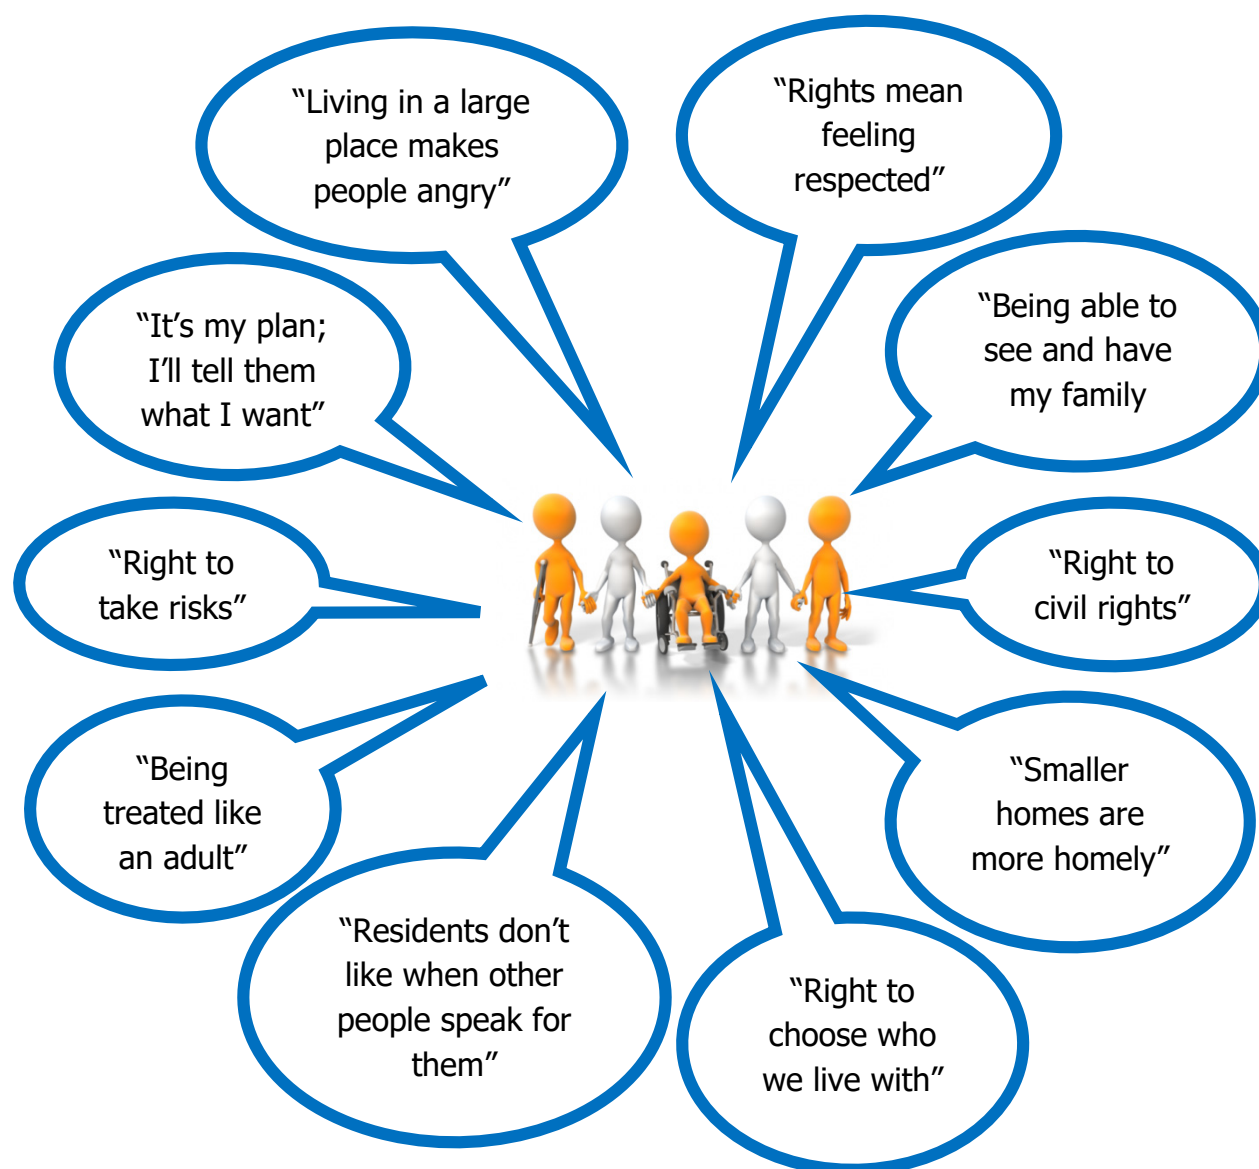 “Living in a large
place makes
people angry”
“Rights mean
feeling
respected”
“It’s my plan;
I’ll tell them
what I want”
“Being able to
see and have
my family
“Right to
take risks”
“Right to
civil rights”
“Being
treated like
an adult”
“Smaller
homes are
more homely”
“Residents don’t
like when other
people speak for
them”
“Right to
choose who
we live with”